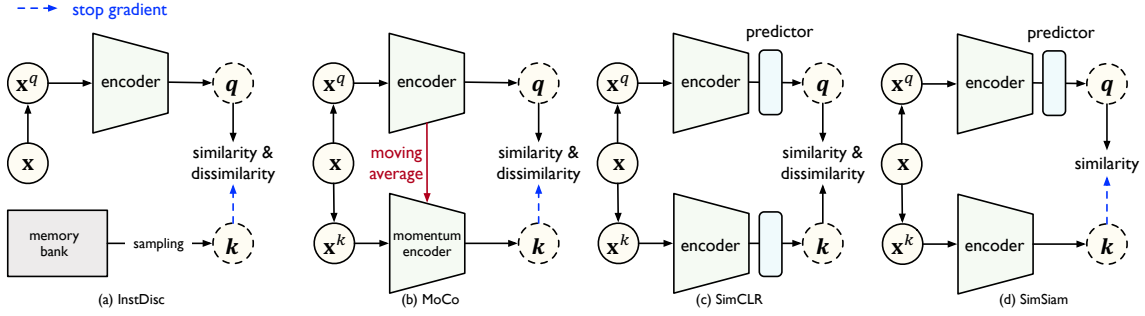 stop gradient
x^q
encoder
q
x
similarity &
dissimilarity
memory
bank
sampling
k
(a) InstDisc
x^q
encoder
q
x
moving
average
similarity &
dissimilarity
x^k
momentum
encoder
k
(b) MoCo
predictor
x^q
encoder
q
x
similarity &
dissimilarity
x^k
encoder
k
(c) SimCLR
predictor
x^q
encoder
q
x
similarity
x^k
encoder
k
(d) SimSiam